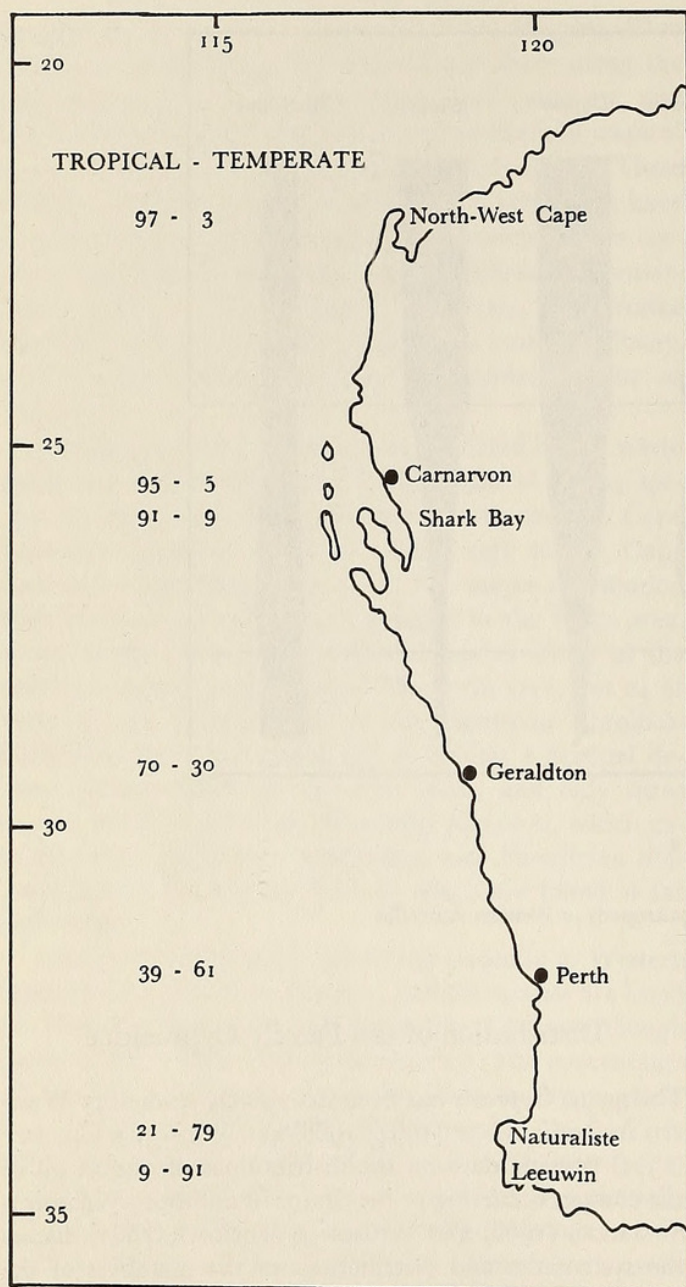 115 120
20
TROPICAL - TEMPERATE
97 - 3 North-West Cape
25
95 - 5 Carnarvon
91 - 9 Shark Bay
70 - 30 Geraldton
30
39 - 61 Perth
21 - 79 Naturaliste
9 - 91 Leeuwin
35